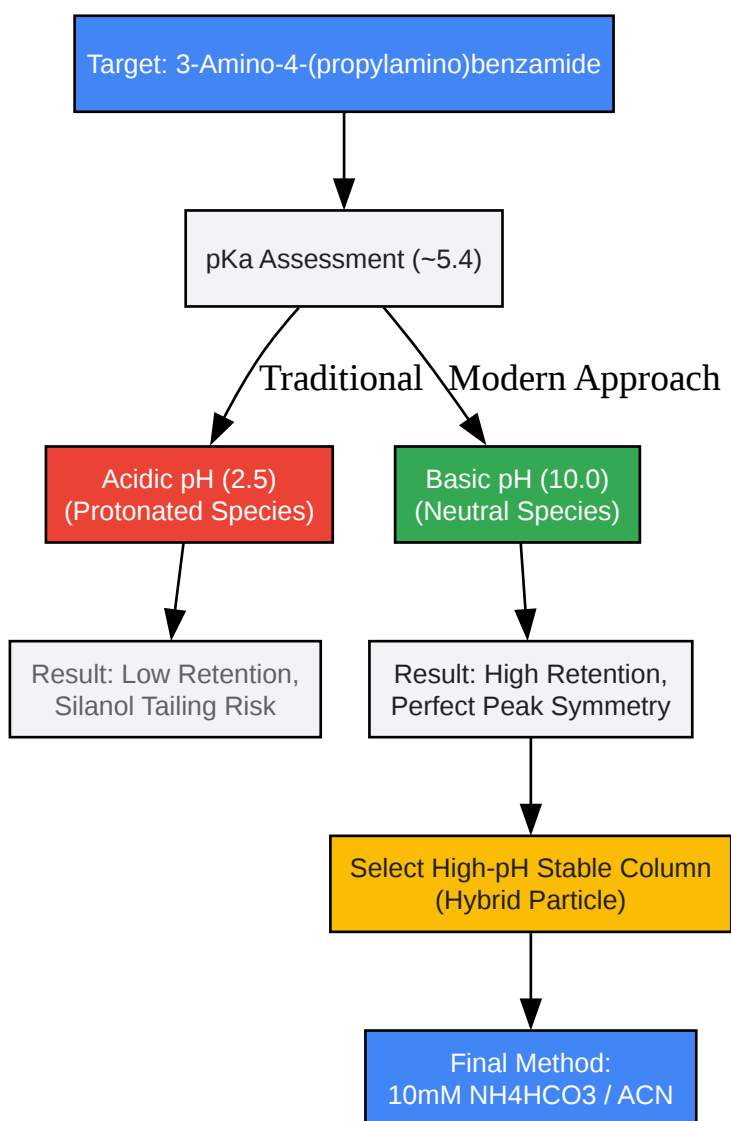 Target: 3-Amino-4-(propylamino)benzamide
pKa Assessment (~5.4)
Traditional
Modern Approach
Acidic pH (2.5)
(Protonated Species)
Basic pH (10.0)
(Neutral Species)
Result: Low Retention,
Silanol Tailing Risk
Result: High Retention,
Perfect Peak Symmetry
Select High-pH Stable Column
(Hybrid Particle)
Final Method:
10mM NH4HCO3 / ACN